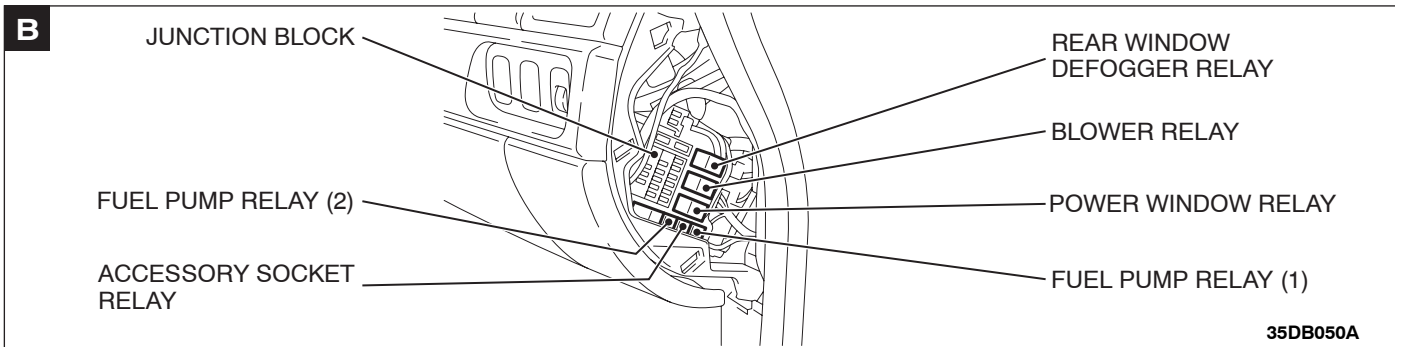 B
JUNCTION BLOCK
FUEL PUMP RELAY (2)
ACCESSORY SOCKET
RELAY
REAR WINDOW
DEFOGGER RELAY
BLOWER RELAY
POWER WINDOW RELAY
FUEL PUMP RELAY (1)
35DB050A